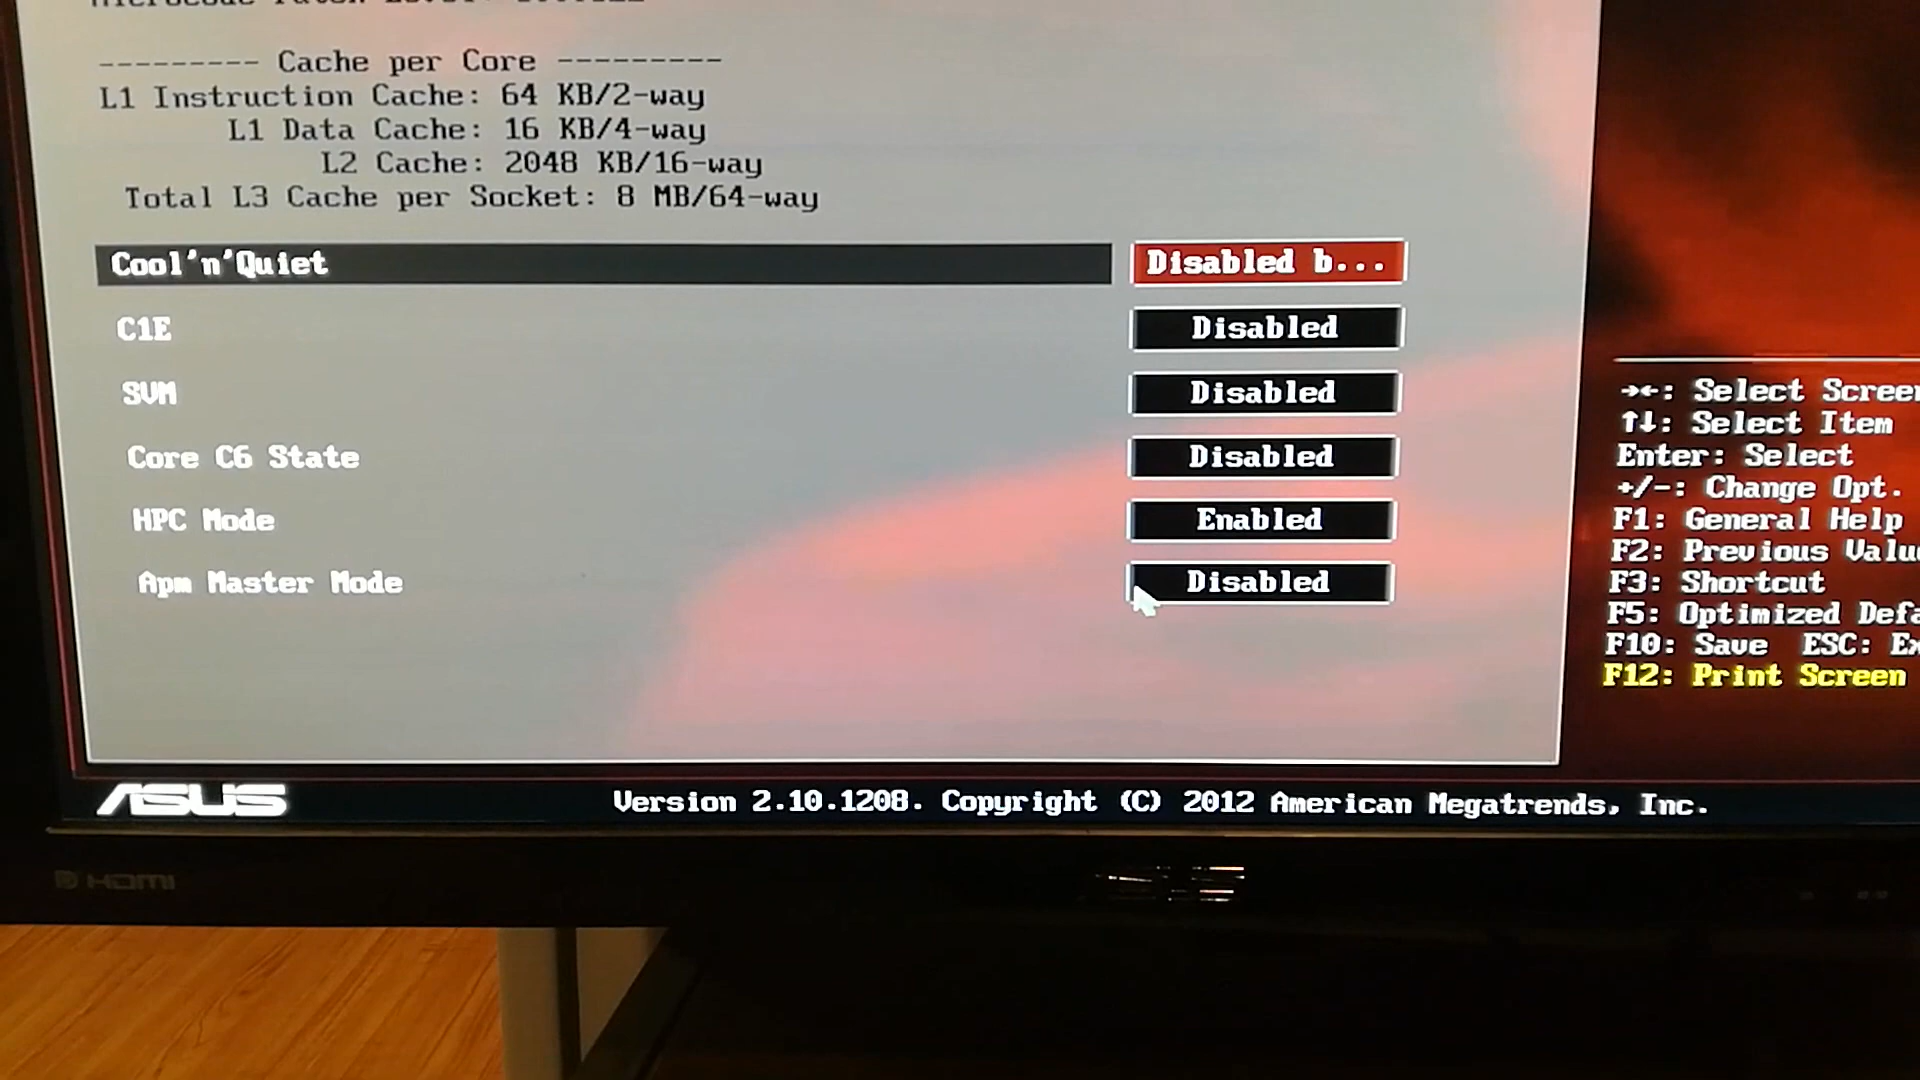 --------- Cache per Core ---------
L1 Instruction Cache: 64 KB/2-way
L1 Data Cache: 16 KB/4-way
L2 Cache: 2048 KB/16-way
Total L3 Cache per Socket: 8 MB/64-way
Cool'n'Quiet Disabled b...
C1E Disabled
SVM Disabled
Core C6 State Disabled
HPC Mode Enabled
Apm Master Mode Disabled
→←: Select Screen
↑↓: Select Item
Enter: Select
+/-: Change Opt.
F1: General Help
F2: Previous Valu
F3: Shortcut
F5: Optimized Defa
F10: Save ESC: Ex
F12: Print Screen
ASUS
Version 2.10.1208. Copyright (C) 2012 American Megatrends, Inc.
HDMI